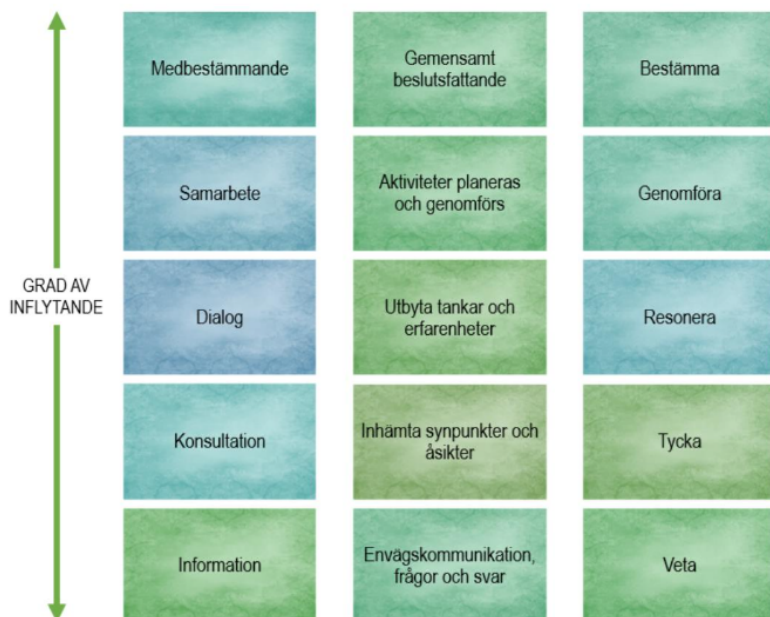 Medbestämmande
Gemensamt
beslutsfattande
Bestämma
Samarbete
Aktiviteter planeras
och genomförs
Genomföra
GRAD AV
INFLYTANDE
Dialog
Utbyta tankar och
erfarenheter
Resonera
Konsultation
Inhämta synpunkter och
åsikter
Tycka
Information
Envägskommunikation,
frågor och svar
Veta